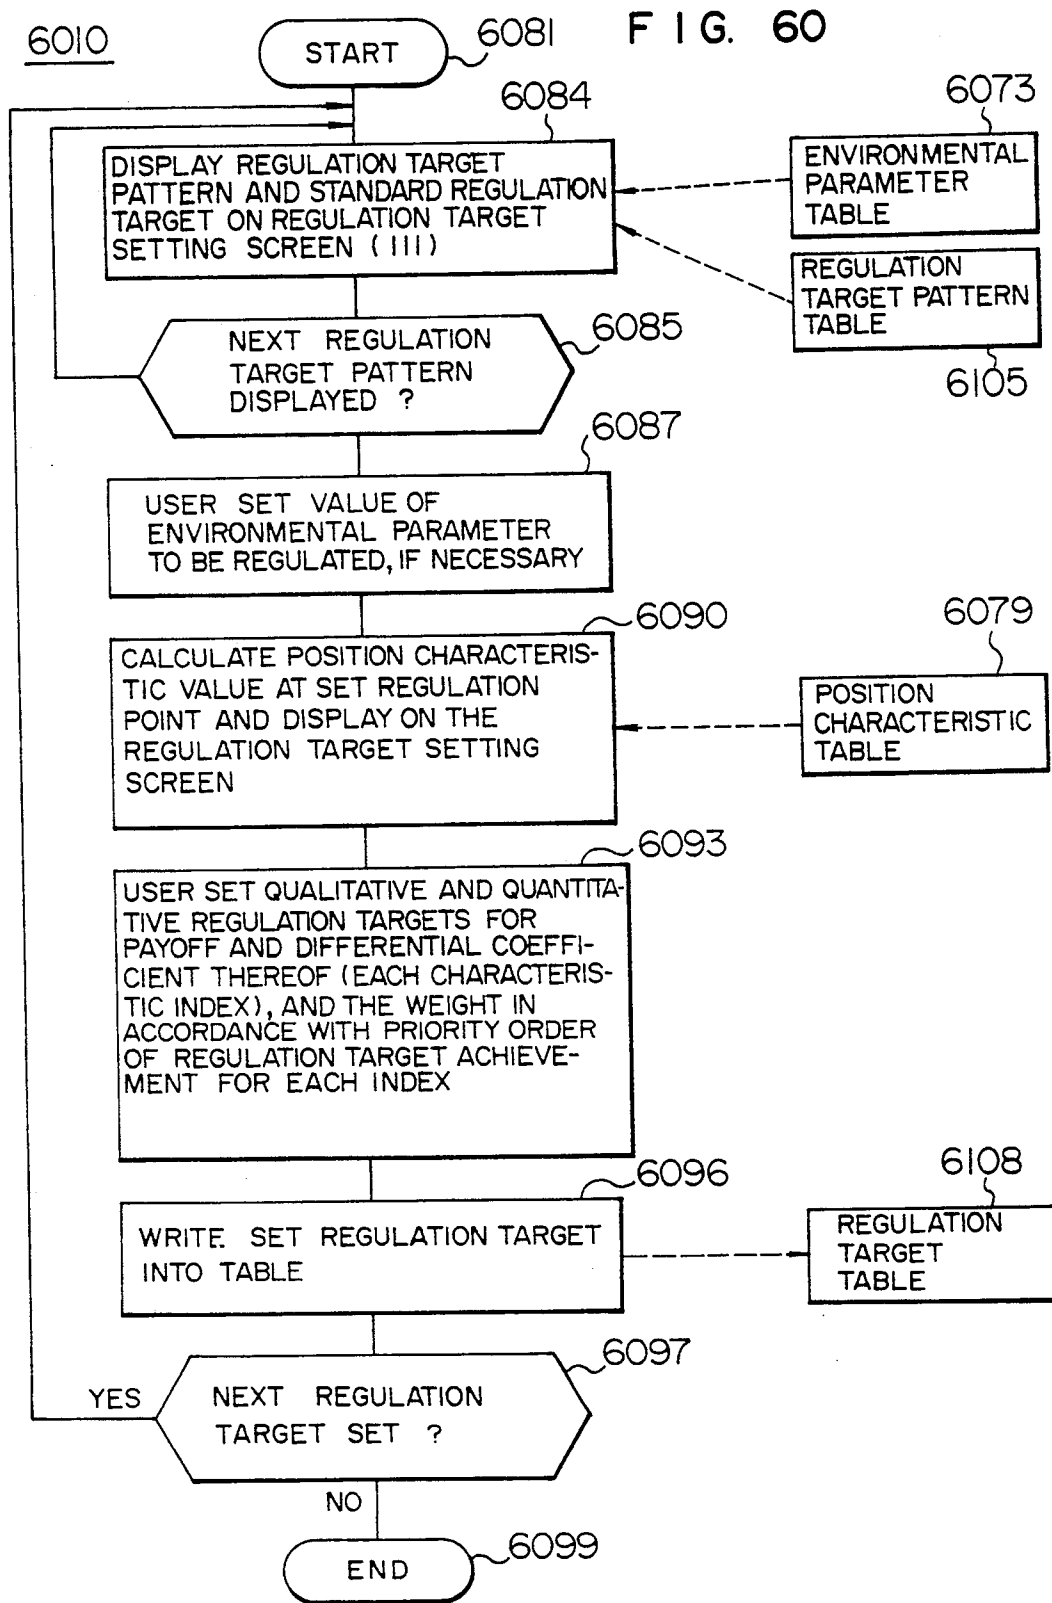 6010
FIG. 60
START
6081
6084
DISPLAY REGULATION TARGET
PATTERN AND STANDARD REGULATION
TARGET ON REGULATION TARGET
SETTING SCREEN (III)
6073
ENVIRONMENTAL
PARAMETER
TABLE
REGULATION
TARGET PATTERN
TABLE
6105
NEXT REGULATION
TARGET PATTERN
DISPLAYED ?
6085
6087
USER SET VALUE OF
ENVIRONMENTAL PARAMETER
TO BE REGULATED, IF NECESSARY
6090
CALCULATE POSITION CHARACTERIS-
TIC VALUE AT SET REGULATION
POINT AND DISPLAY ON THE
REGULATION TARGET SETTING
SCREEN
6079
POSITION
CHARACTERISTIC
TABLE
6093
USER SET QUALITATIVE AND QUANTITA-
TIVE REGULATION TARGETS FOR
PAYOFF AND DIFFERENTIAL COEFFI-
CIENT THEREOF (EACH CHARACTERIS-
TIC INDEX), AND THE WEIGHT IN
ACCORDANCE WITH PRIORITY ORDER
OF REGULATION TARGET ACHIEVE-
MENT FOR EACH INDEX
6096
WRITE SET REGULATION TARGET
INTO TABLE
6108
REGULATION
TARGET
TABLE
6097
YES
NEXT REGULATION
TARGET SET ?
NO
END
6099